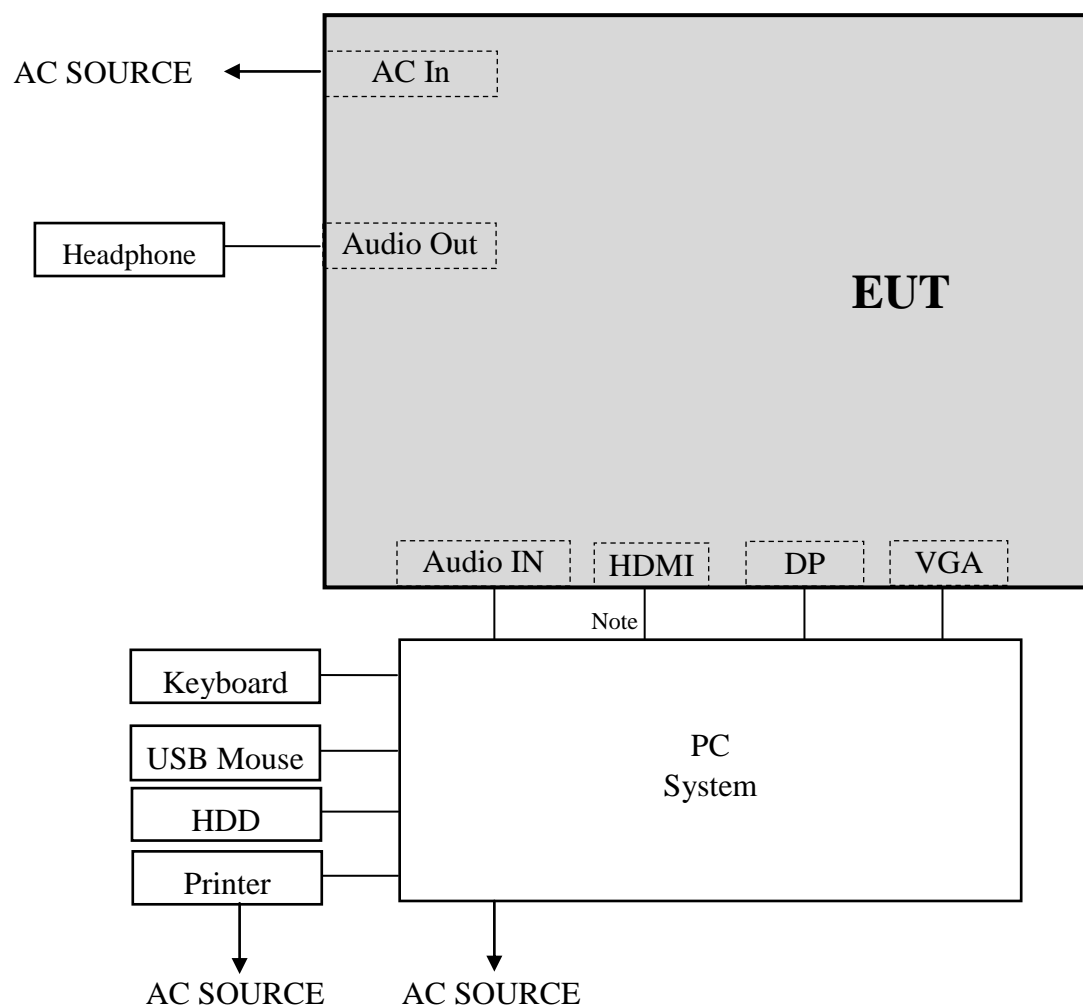 AC SOURCE
AC In
Headphone
Audio Out
EUT
Audio IN
HDMI
DP
VGA
Note
Keyboard
USB Mouse
HDD
Printer
PC
System
AC SOURCE
AC SOURCE